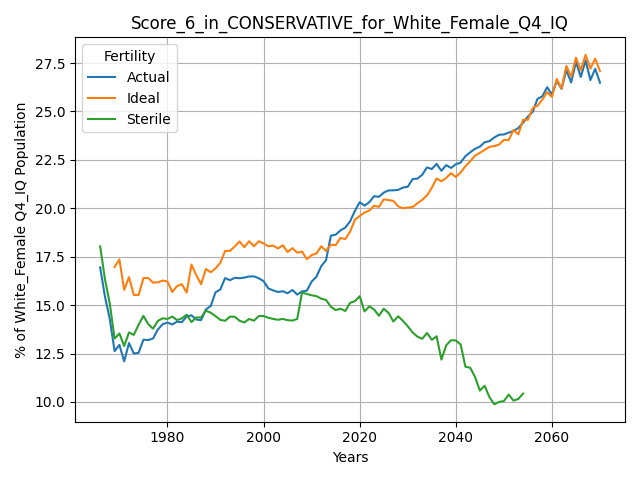 Score_6_in_CONSERVATIVE_for_White_Female_Q4_IQ
Fertility
Actual
Ideal
Sterile
% of White_Female Q4_IQ Population
27.5
25.0
22.5
20.0
17.5
15.0
12.5
10.0
1980
2000
2020
2040
2060
Years